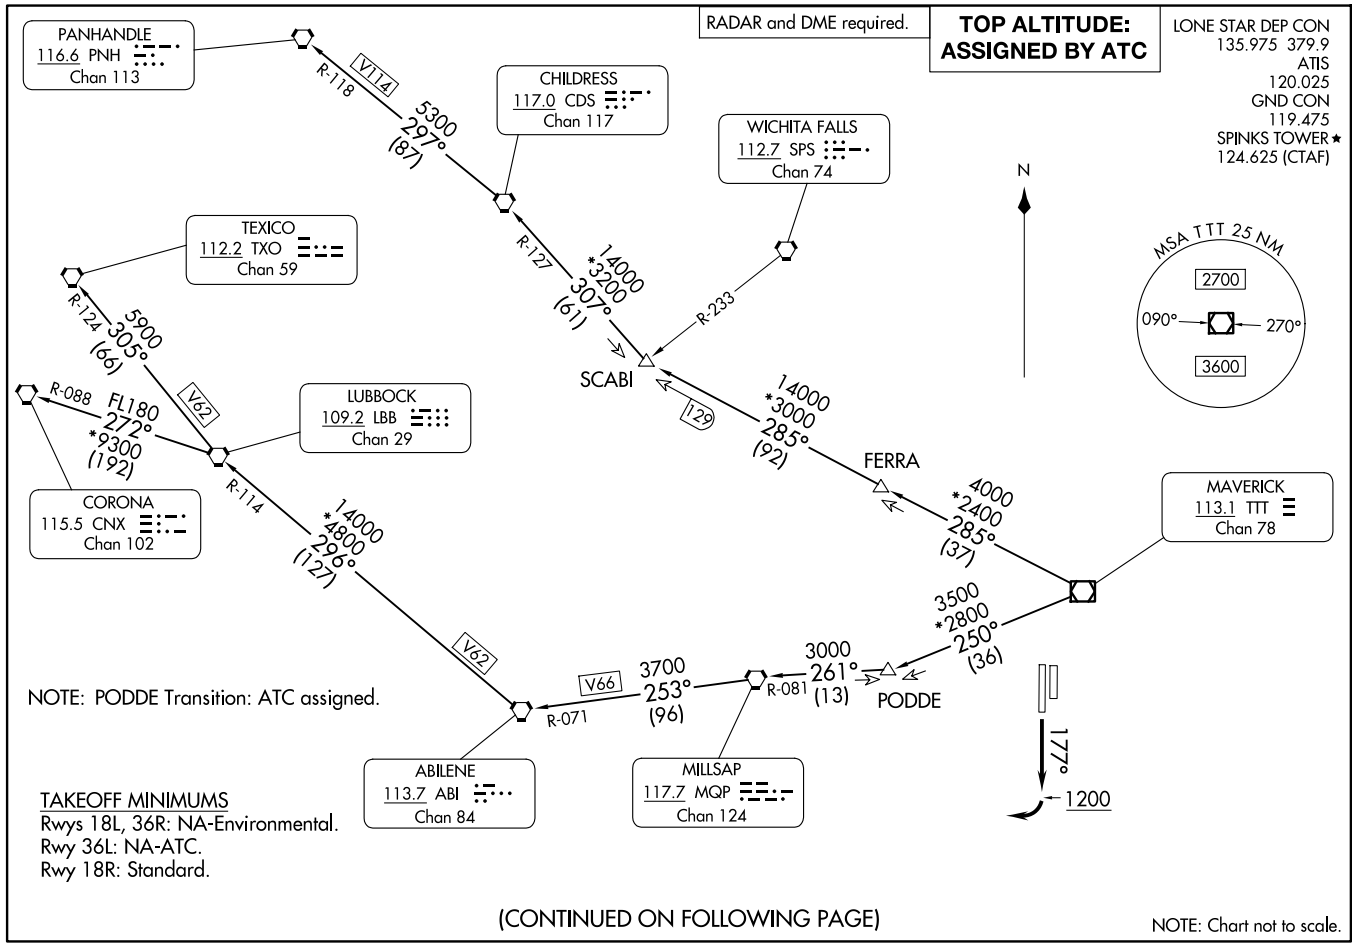 RADAR and DME required.
TOP ALTITUDE:
ASSIGNED BY ATC
LONE STAR DEP CON
135.975 379.9
ATIS
120.025
GND CON
119.475
SPINKS TOWER★
124.625 (CTAF)
PANHANDLE
116.6 PNH
Chan 113
R-118
V114
5300
297°
(87)
CHILDRESS
117.0 CDS
Chan 117
WICHITA FALLS
112.7 SPS
Chan 74
N
MSA TTT 25 NM
2700
090°
270°
3600
R-127
14000
*3200
307°
(61)
R-233
SCABI
129
TEXICO
112.2 TXO
Chan 59
R-124
5900
305°
(66)
V62
R-088
FL180
272°
*9300
(192)
LUBBOCK
109.2 LBB
Chan 29
CORONA
115.5 CNX
Chan 102
R-114
14000
*4800
296°
(127)
V62
14000
*3000
285°
(92)
FERRA
4000
*2400
285°
(37)
MAVERICK
113.1 TTT
Chan 78
3500
*2800
250°
(36)
PODDE
3000
261°
(13)
R-081
3700
253°
(96)
V66
R-071
NOTE: PODDE Transition: ATC assigned.
ABILENE
113.7 ABI
Chan 84
MILLSAP
117.7 MQP
Chan 124
177°
1200
TAKEOFF MINIMUMS
Rwys 18L, 36R: NA-Environmental.
Rwy 36L: NA-ATC.
Rwy 18R: Standard.
(CONTINUED ON FOLLOWING PAGE)
NOTE: Chart not to scale.